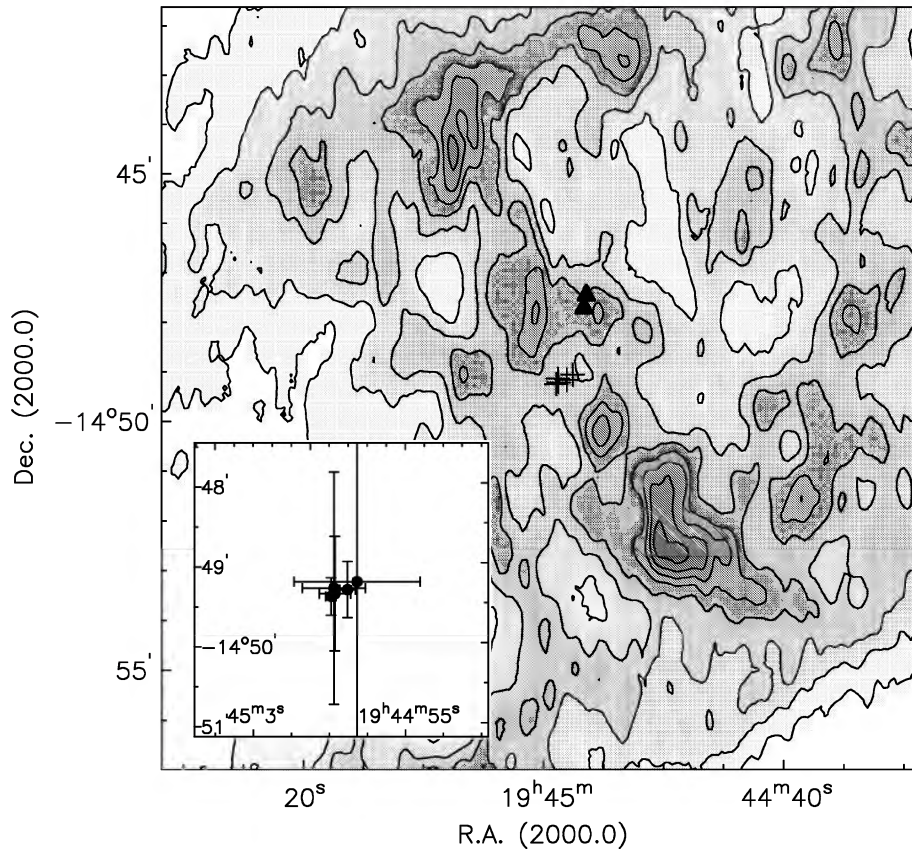 45'
Dec. (2000.0)
−14°50'
48'
49'
−14°50'
51'
45ᵐ3ˢ
19ʰ44ᵐ55ˢ
55'
20ˢ
19ʰ45ᵐ
44ᵐ40ˢ
R.A. (2000.0)